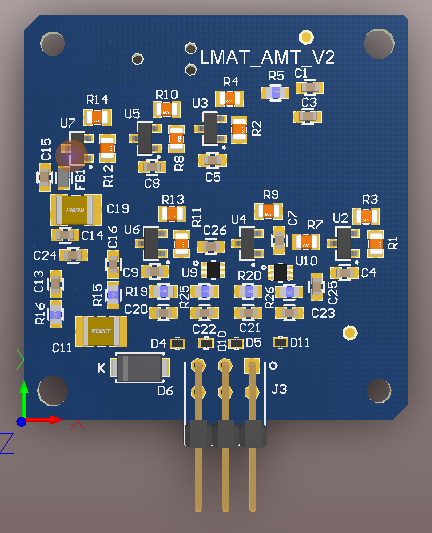 LMAT_AMT_V2
R4
R5
C1
R14
R10
U3
C3
U7
U5
R2
C15
R12
R8
FB1
C8
C5
C19
R13
R11
R9
C7
R3
C14
U6
C26
U4
R7
U2
R1
C24
C16
C9
U9
U10
C4
C13
R15
R19
R25
R20
R26
C25
R16
C20
C21
C23
C22
C11
D4
D10
D5
D11
K
D6
J3
X
Z